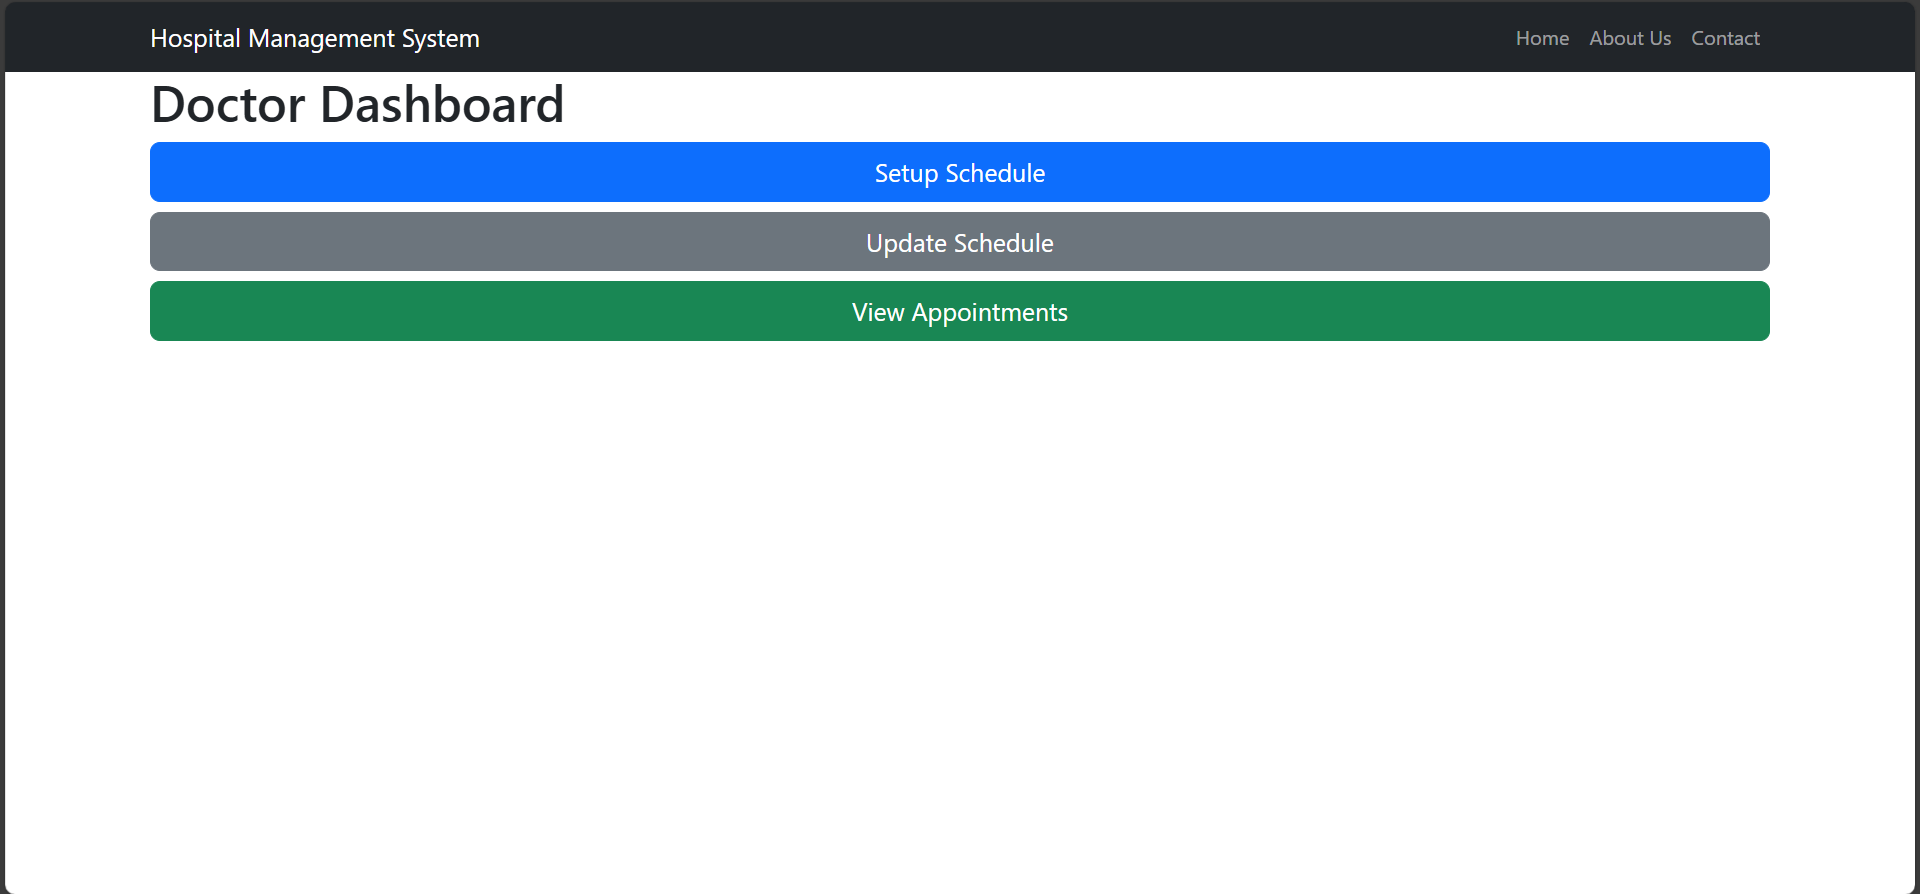 Hospital Management System
Home About Us Contact
Doctor Dashboard
Setup Schedule
Update Schedule
View Appointments